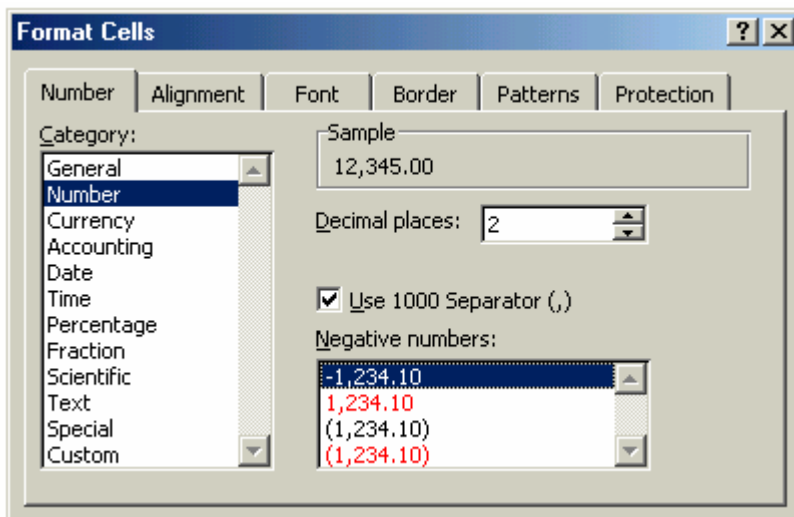 Format Cells
Number Alignment Font Border Patterns Protection
Category:
General
Number
Currency
Accounting
Date
Time
Percentage
Fraction
Scientific
Text
Special
Custom
Sample
12,345.00
Decimal places: 2
Use 1000 Separator (,)
Negative numbers:
-1,234.10
1,234.10
(1,234.10)
(1,234.10)